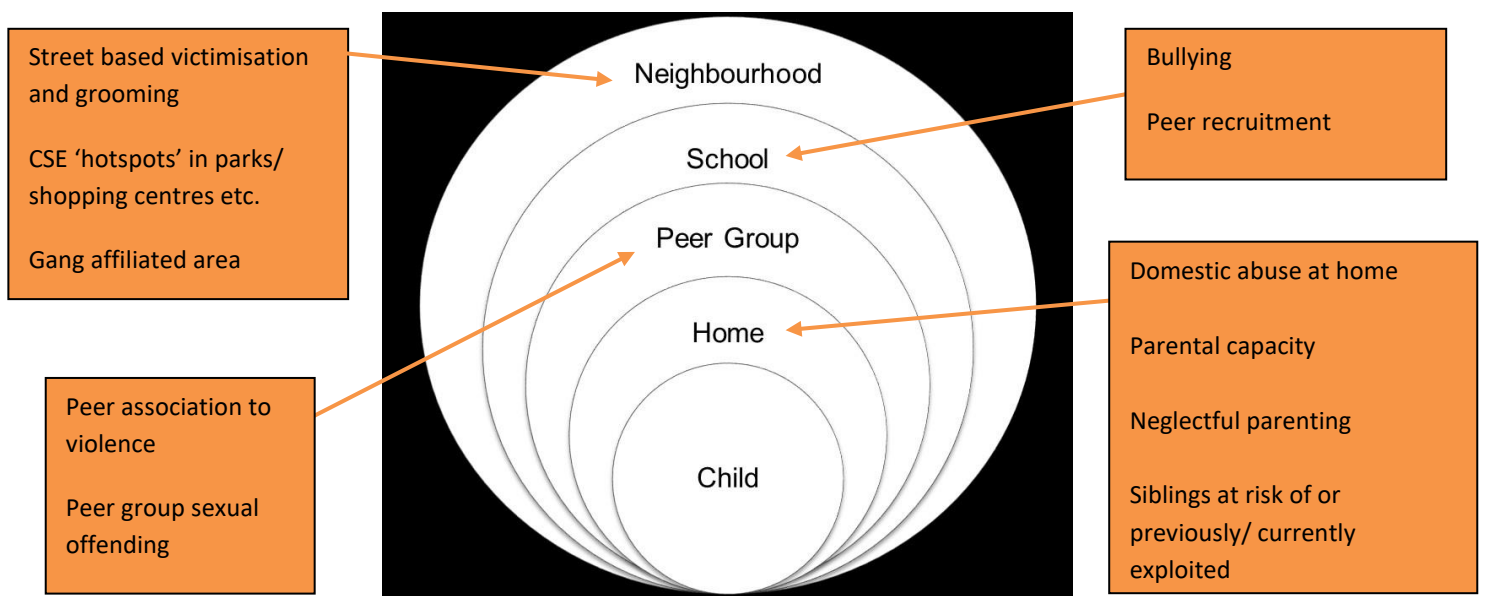 Street based victimisation
and grooming
CSE ‘hotspots’ in parks/
shopping centres etc.
Gang affiliated area
Peer association to
violence
Peer group sexual
offending
Neighbourhood
School
Peer Group
Home
Child
Bullying
Peer recruitment
Domestic abuse at home
Parental capacity
Neglectful parenting
Siblings at risk of or
previously/ currently
exploited